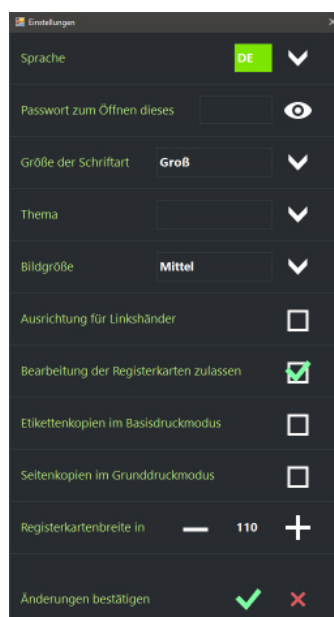 Einstellungen
Sprache DE
Passwort zum Öffnen dieses
Größe der Schriftart Groß
Thema
Bildgröße Mittel
Ausrichtung für Linkshänder
Bearbeitung der Registerkarten zulassen
Etikettenkopien im Basisdruckmodus
Seitenkopien im Grunddruckmodus
Registerkartenbreite in 110
Änderungen bestätigen